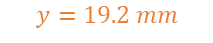 y = 19.2 mm